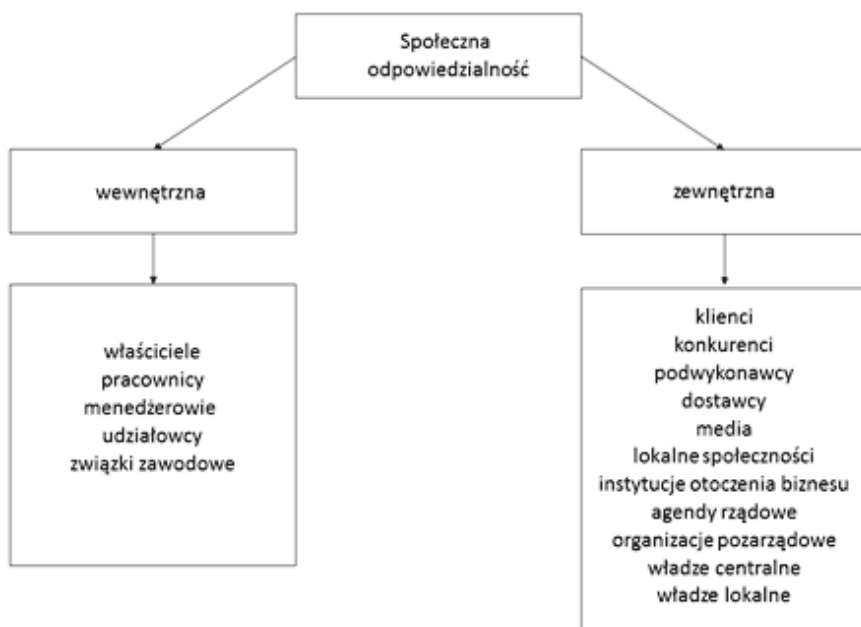 Społeczna
odpowiedzialność
wewnętrzna
zewnętrzna
właściciele
pracownicy
menedżerowie
udziałowcy
związki zawodowe
klienci
konkurenci
podwykonawcy
dostawcy
media
lokalne społeczności
instytucje otoczenia biznesu
agendy rządowe
organizacje pozarządowe
władze centralne
władze lokalne